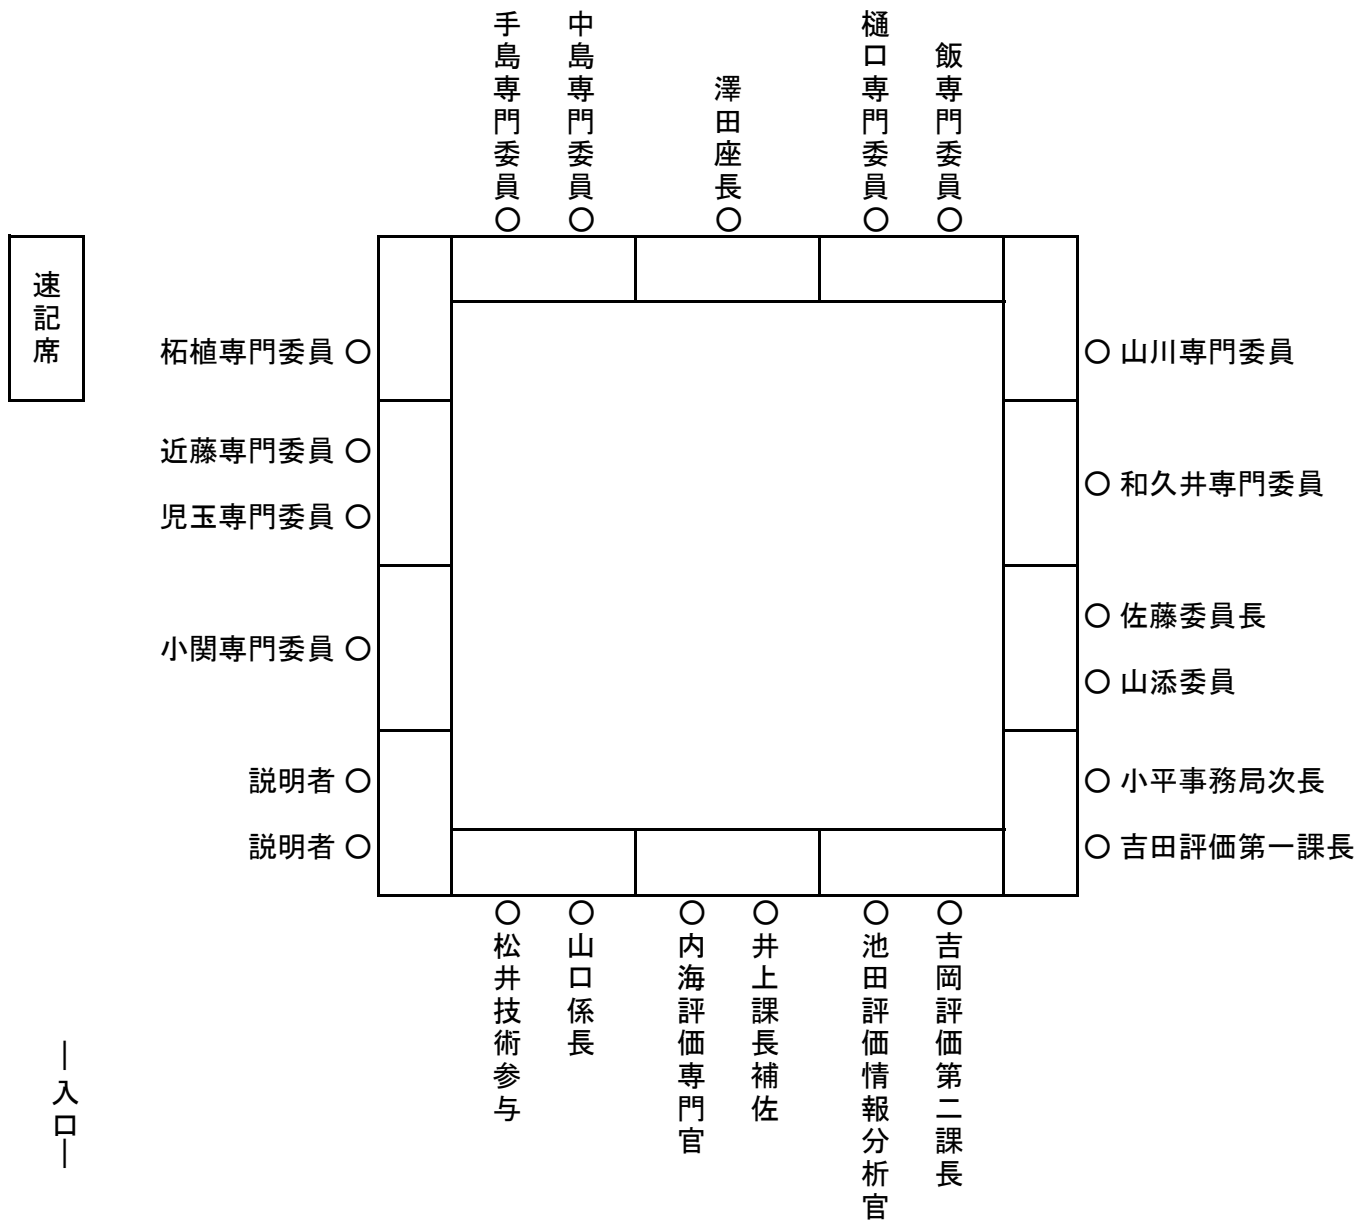 手島専門委員○
中島専門委員○
澤田座長○
樋口専門委員○
飯専門委員○
速記席
柘植専門委員 ○
近藤専門委員 ○
児玉専門委員 ○
小関専門委員 ○
説明者 ○
説明者 ○
○ 山川専門委員
○ 和久井専門委員
○ 佐藤委員長
○ 山添委員
○ 小平事務局次長
○ 吉田評価第一課長
○松井技術参与
○山口係長
○内海評価専門官
○井上課長補佐
○池田評価情報分析官
○吉岡評価第二課長
―入口―